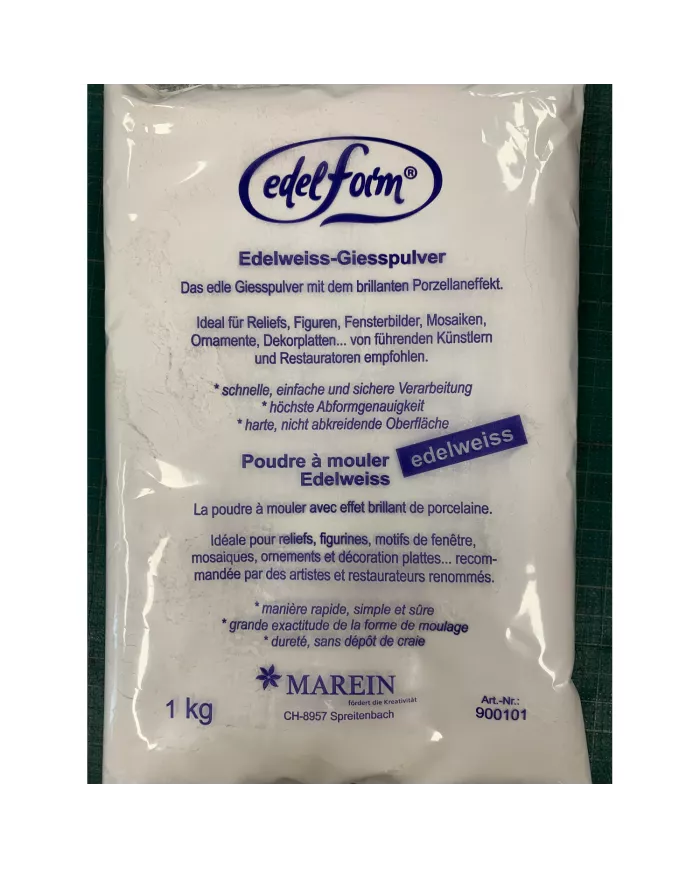 edelform®
Edelweiss-Giesspulver
Das edle Giesspulver mit dem brillanten Porzellaneffekt.
Ideal für Reliefs, Figuren, Fensterbilder, Mosaiken,
Ornamente, Dekorplatten... von führenden Künstlern
und Restauratoren empfohlen.
* schnelle, einfache und sichere Verarbeitung
* höchste Abformgenauigkeit
* harte, nicht abkreidende Oberfläche
edelweiss
Poudre à mouler
Edelweiss
La poudre à mouler avec effet brillant de porcelaine.
Idéale pour reliefs, figurines, motifs de fenêtre,
mosaiques, ornements et décoration plattes... recom-
mandée par des artistes et restaurateurs renommés.
* manière rapide, simple et sûre
* grande exactitude de la forme de moulage
* dureté, sans dépôt de craie
MAREIN
fördert die Kreativität
1 kg
CH-8957 Spreitenbach
Art.-Nr.:
900101